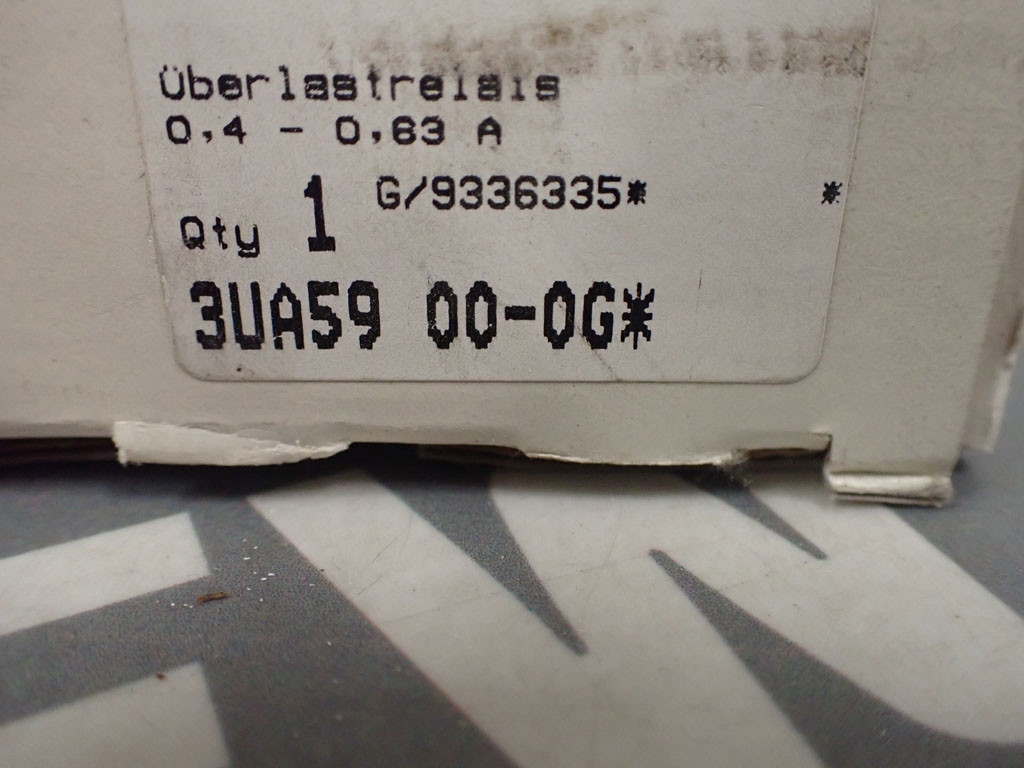 Überlastrelais
0,4 - 0,63 A
G/9336335* *
Qty 1
3UA59 00-0G*